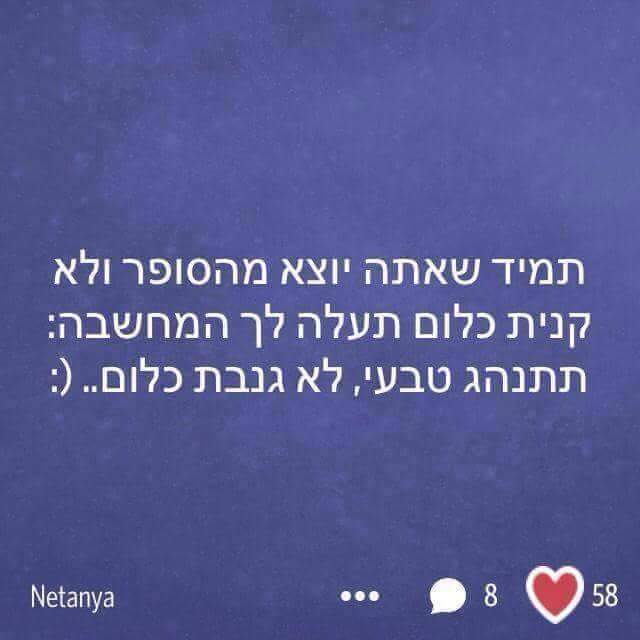 תמיד שאתה יוצא מהסופר ולא
קנית כלום תעלה לך המחשבה:
תתנהג טבעי, לא גנבת כלום.. (:
Netanya ••• 8 58